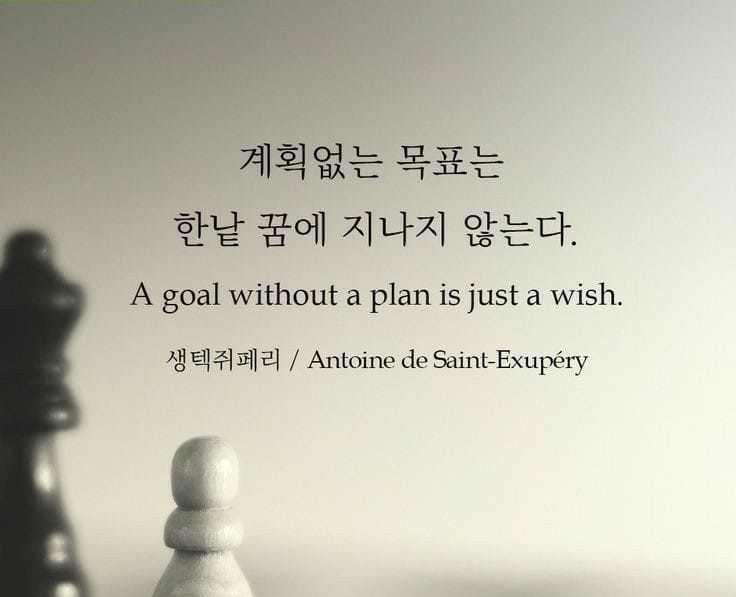 계획없는 목표는
한낱 꿈에 지나지 않는다.
A goal without a plan is just a wish.
생텍쥐페리 / Antoine de Saint-Exupéry